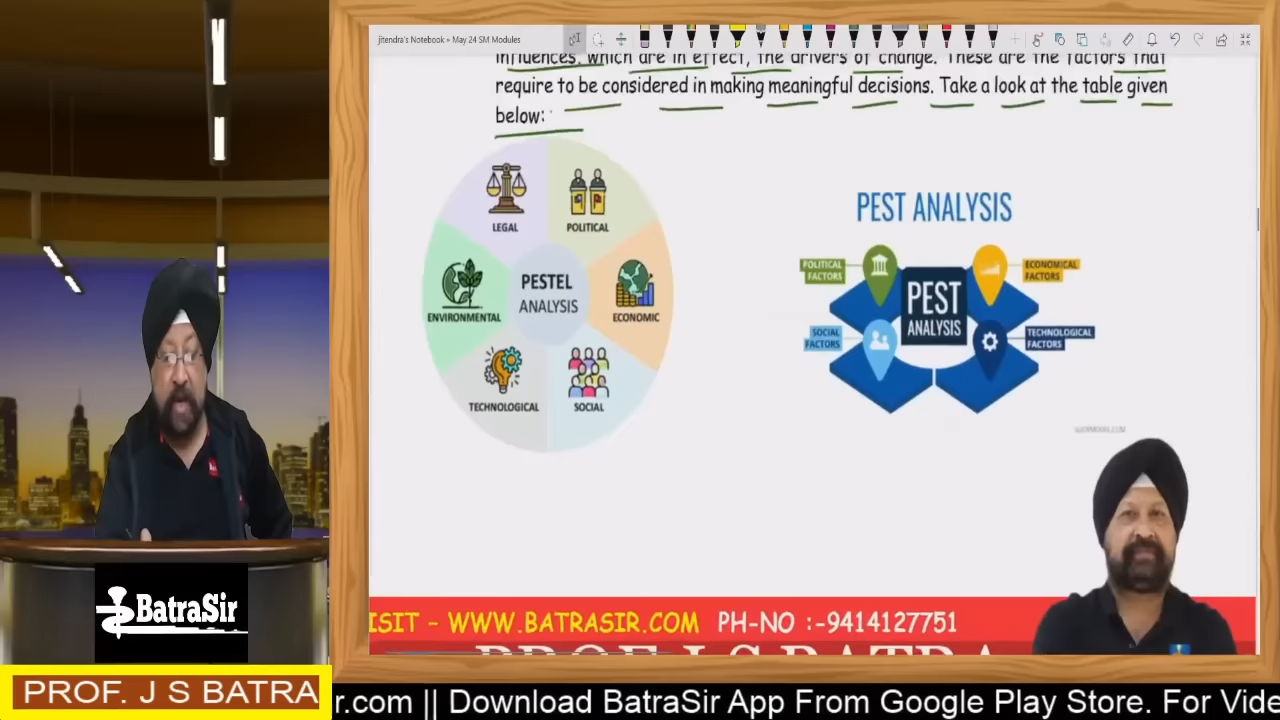 jitendra's Notebook » May 24 SM Modules
influences, which are in effect, the drivers of change. These are the factors that
require to be considered in making meaningful decisions. Take a look at the table given
below:
LEGAL
POLITICAL
ENVIRONMENTAL
PESTEL
ANALYSIS
ECONOMIC
TECHNOLOGICAL
SOCIAL
PEST ANALYSIS
POLITICAL
FACTORS
ECONOMICAL
FACTORS
PEST
ANALYSIS
SOCIAL
FACTORS
TECHNOLOGICAL
FACTORS
ISIT - WWW.BATRASIR.COM PH-NO :-9414127751
PROF J S BATRA
BatraSir
PROF. J S BATRA
r.com || Download BatraSir App From Google Play Store. For Vide